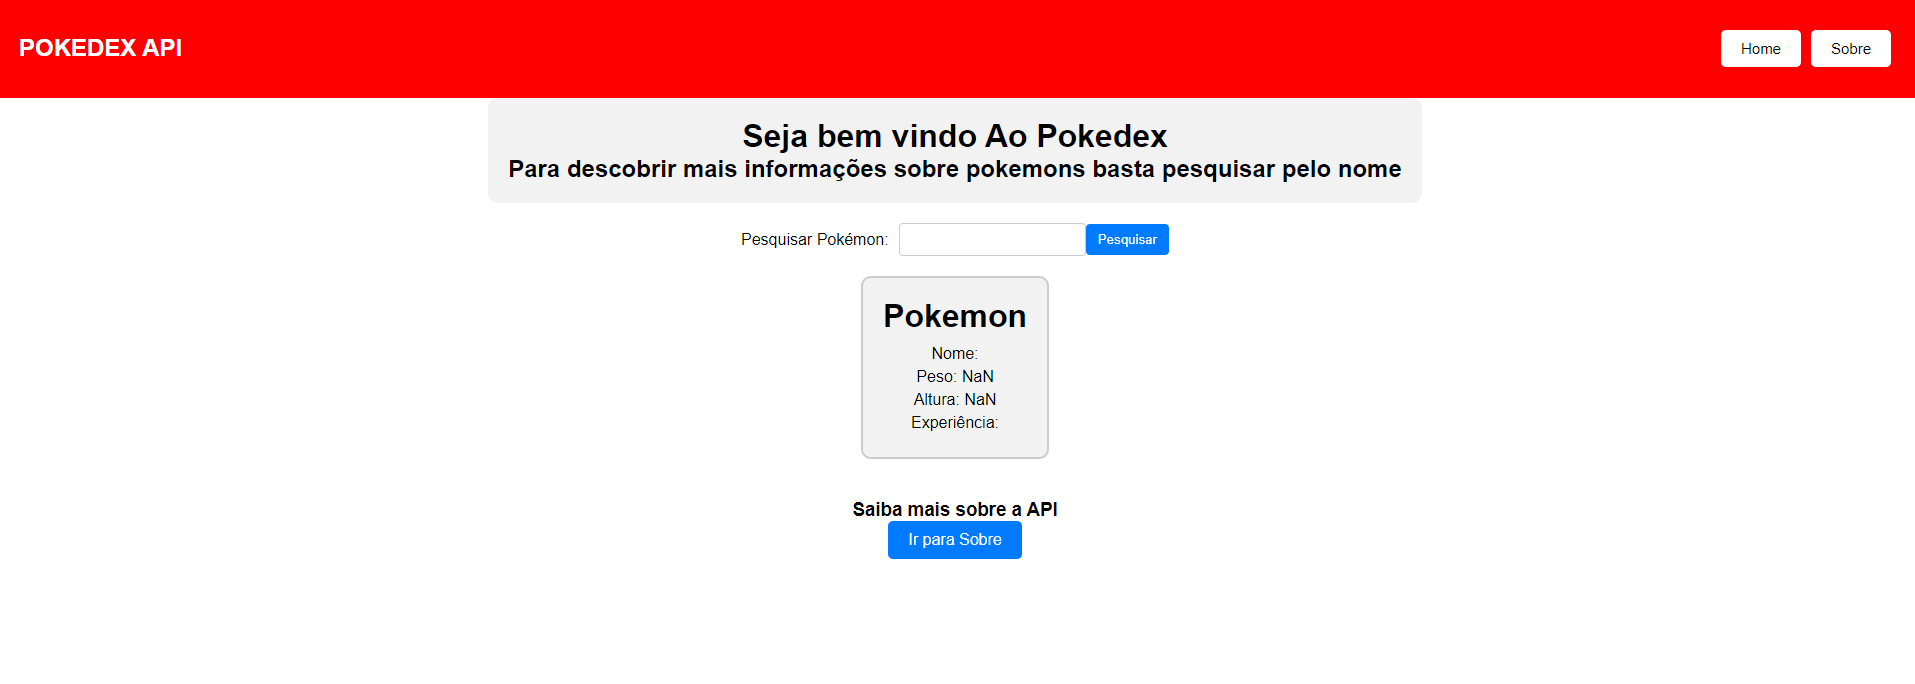 POKEDEX API
Home
Sobre
Seja bem vindo Ao Pokedex
Para descobrir mais informações sobre pokemons basta pesquisar pelo nome
Pesquisar Pokémon:
Pesquisar
Pokemon
Nome:
Peso: NaN
Altura: NaN
Experiência:
Saiba mais sobre a API
Ir para Sobre